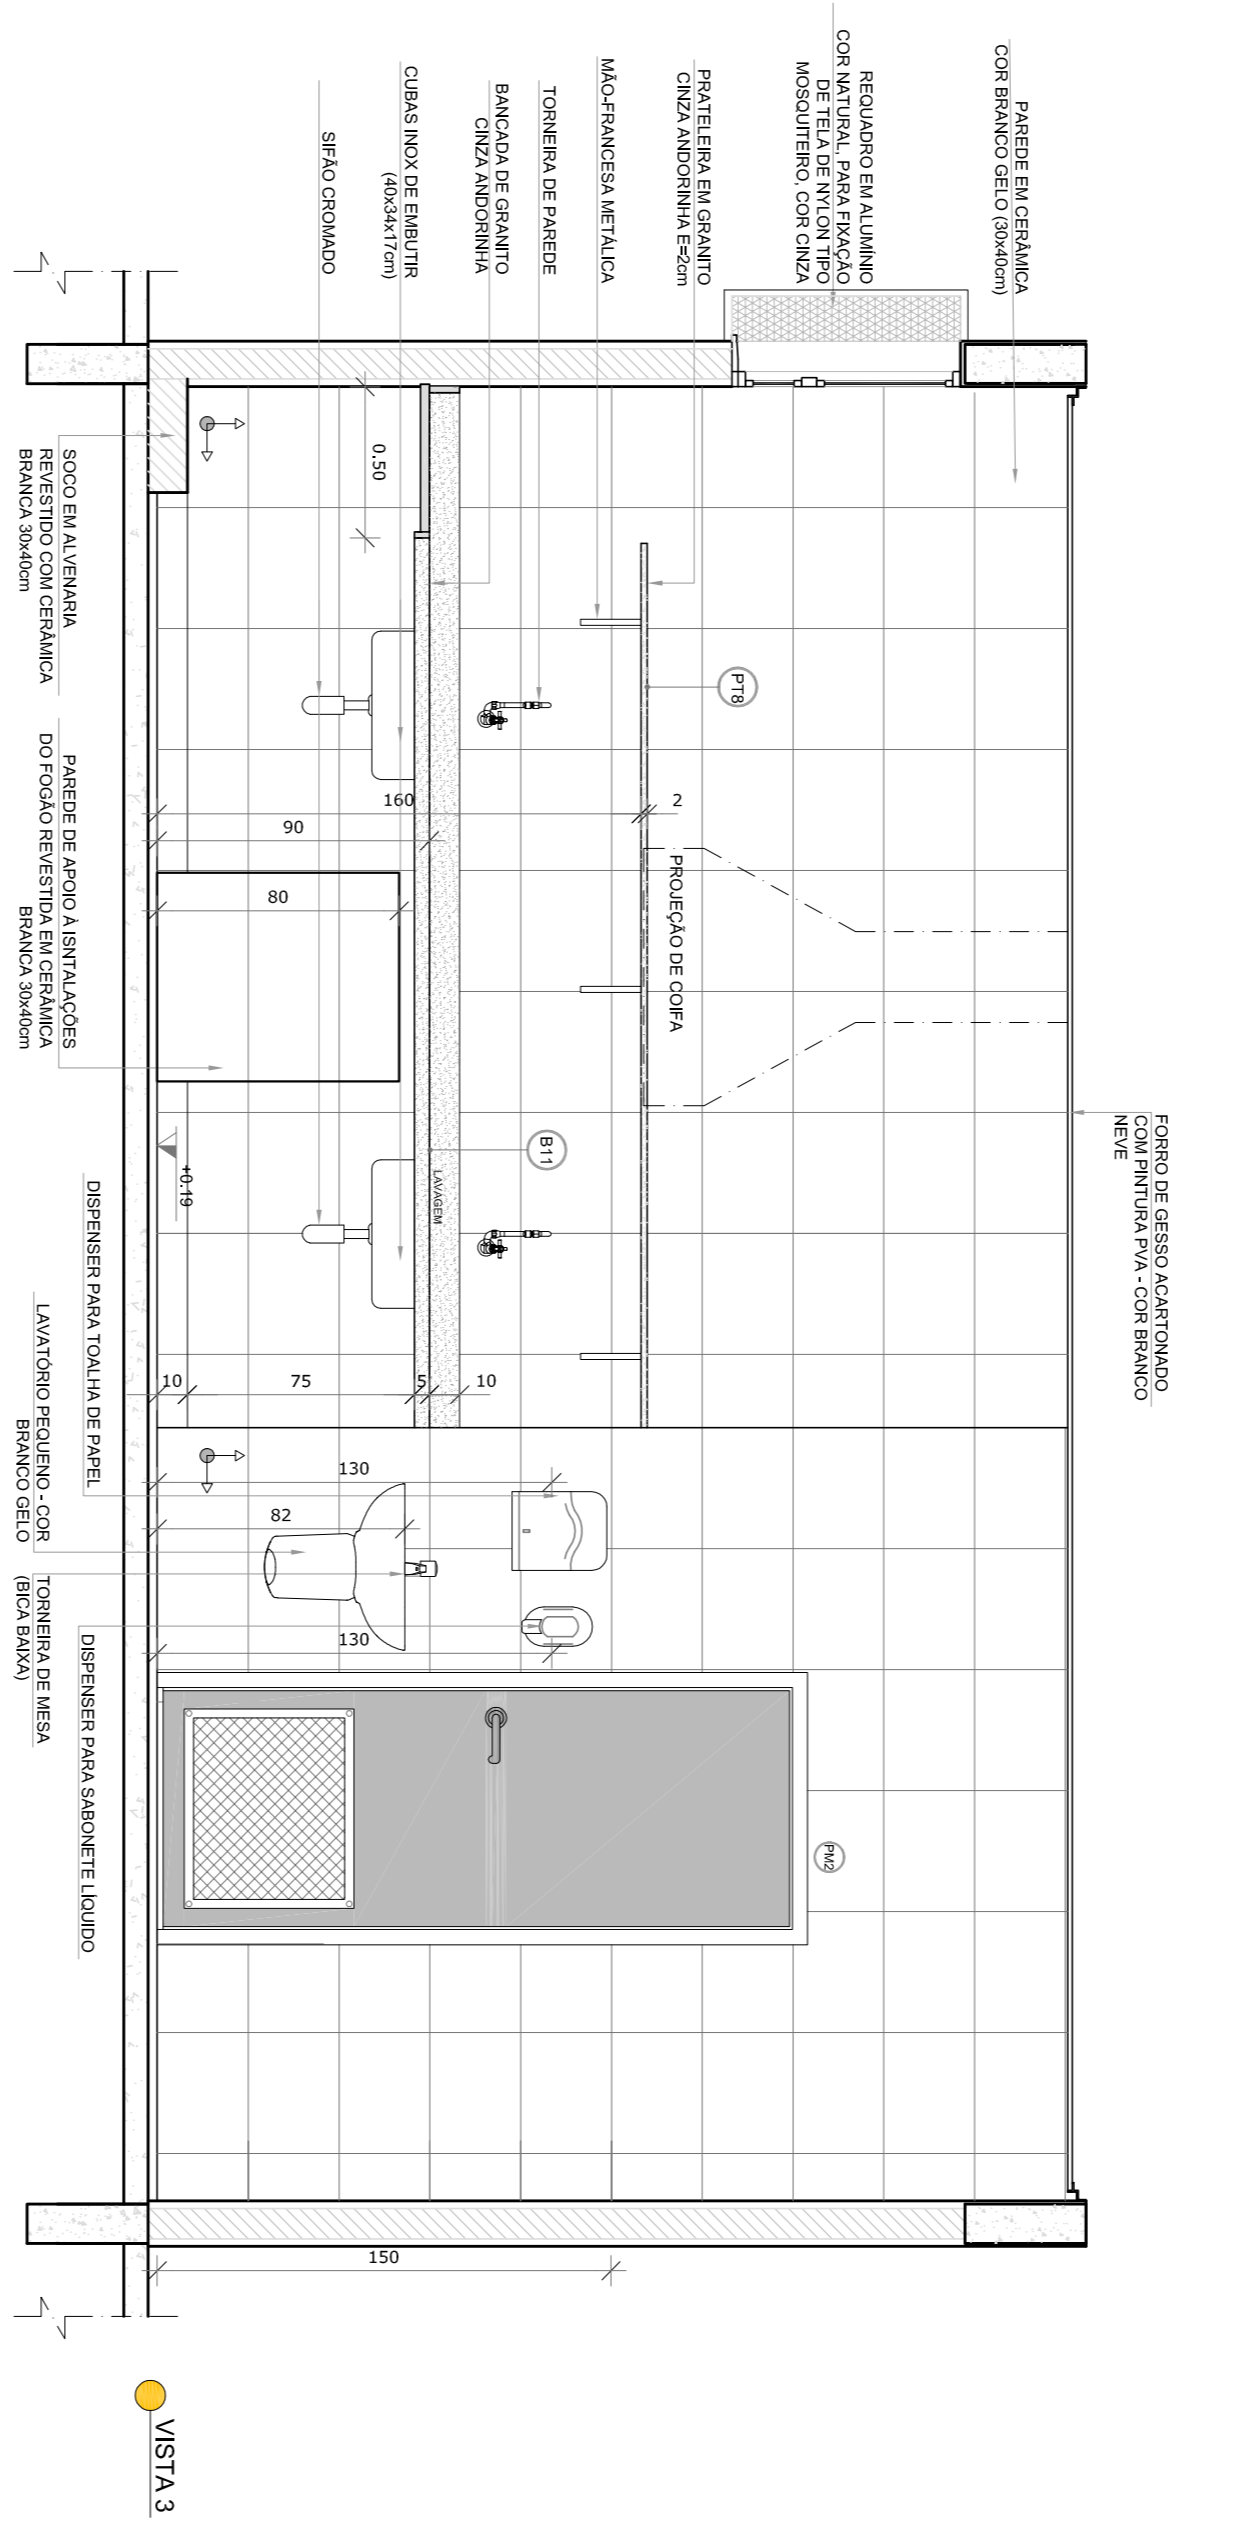 FORRO DE GESSO ACARTONADO
COM PINTURA PVA - COR BRANCO
NEVE
PAREDE EM CERÂMICA
COR BRANCO GELO (30x40cm)
REQUADRO EM ALUMÍNIO
COR NATURAL, PARA FIXAÇÃO
DE TELA DE NYLON TIPO
MOSQUITEIRO, COR CINZA
PRATELEIRA EM GRANITO
CINZA ANDORINHA E=2cm
MÃO-FRANCESA METÁLICA
TORNEIRA DE PAREDE
BANCADA DE GRANITO
CINZA ANDORINHA
CUBAS INOX DE EMBUTIR
(40x34x17cm)
SIFÃO CROMADO
PM2
PT8
PROJEÇÃO DE COIFA
2
160
90
80
0.50
B11
LAVAGEM
10
5
75
10
130
82
130
150
+0.19
SOCO EM ALVENARIA
REVESTIDO COM CERÂMICA
BRANCA 30x40cm
PAREDE DE APOIO À ISNTALAÇÕES
DO FOGÃO REVESTIDA EM CERÂMICA
BRANCA 30x40cm
DISPENSER PARA TOALHA DE PAPEL
LAVATÓRIO PEQUENO - COR
BRANCO GELO
TORNEIRA DE MESA
(BICA BAIXA)
DISPENSER PARA SABONETE LÍQUIDO
VISTA 3